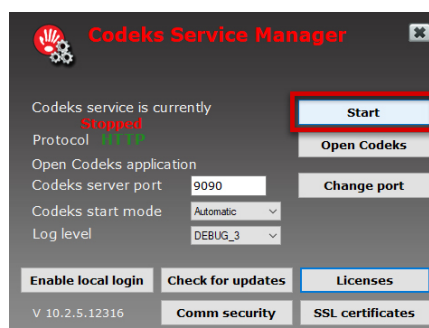 Codeks Service Manager
Codeks service is currently
Stopped
Start
Protocol HTTP
Open Codeks
Open Codeks application
Codeks server port 9090 Change port
Codeks start mode Automatic
Log level DEBUG_3
Enable local login Check for updates Licenses
V 10.2.5.12316 Comm security SSL certificates